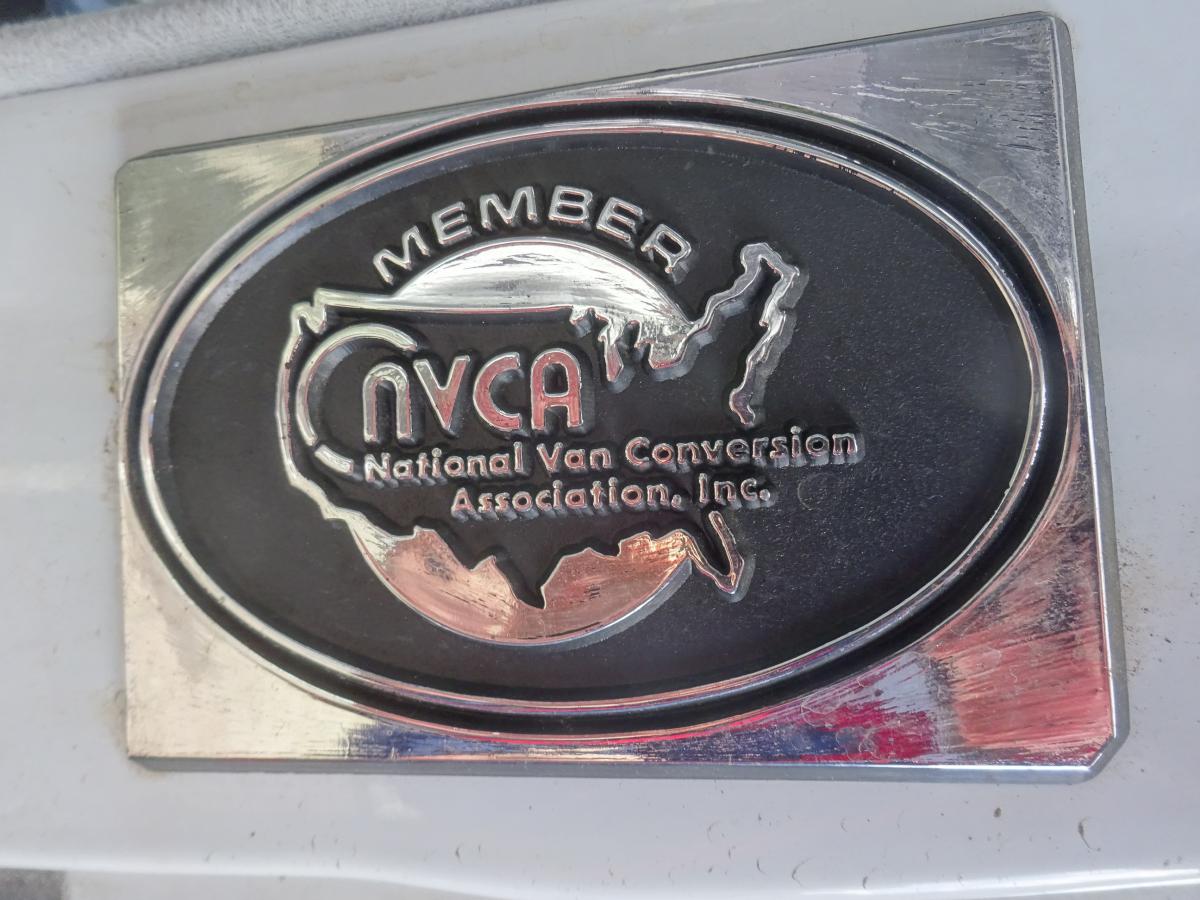 MEMBER
NVCA
National Van Conversion
Association, Inc.